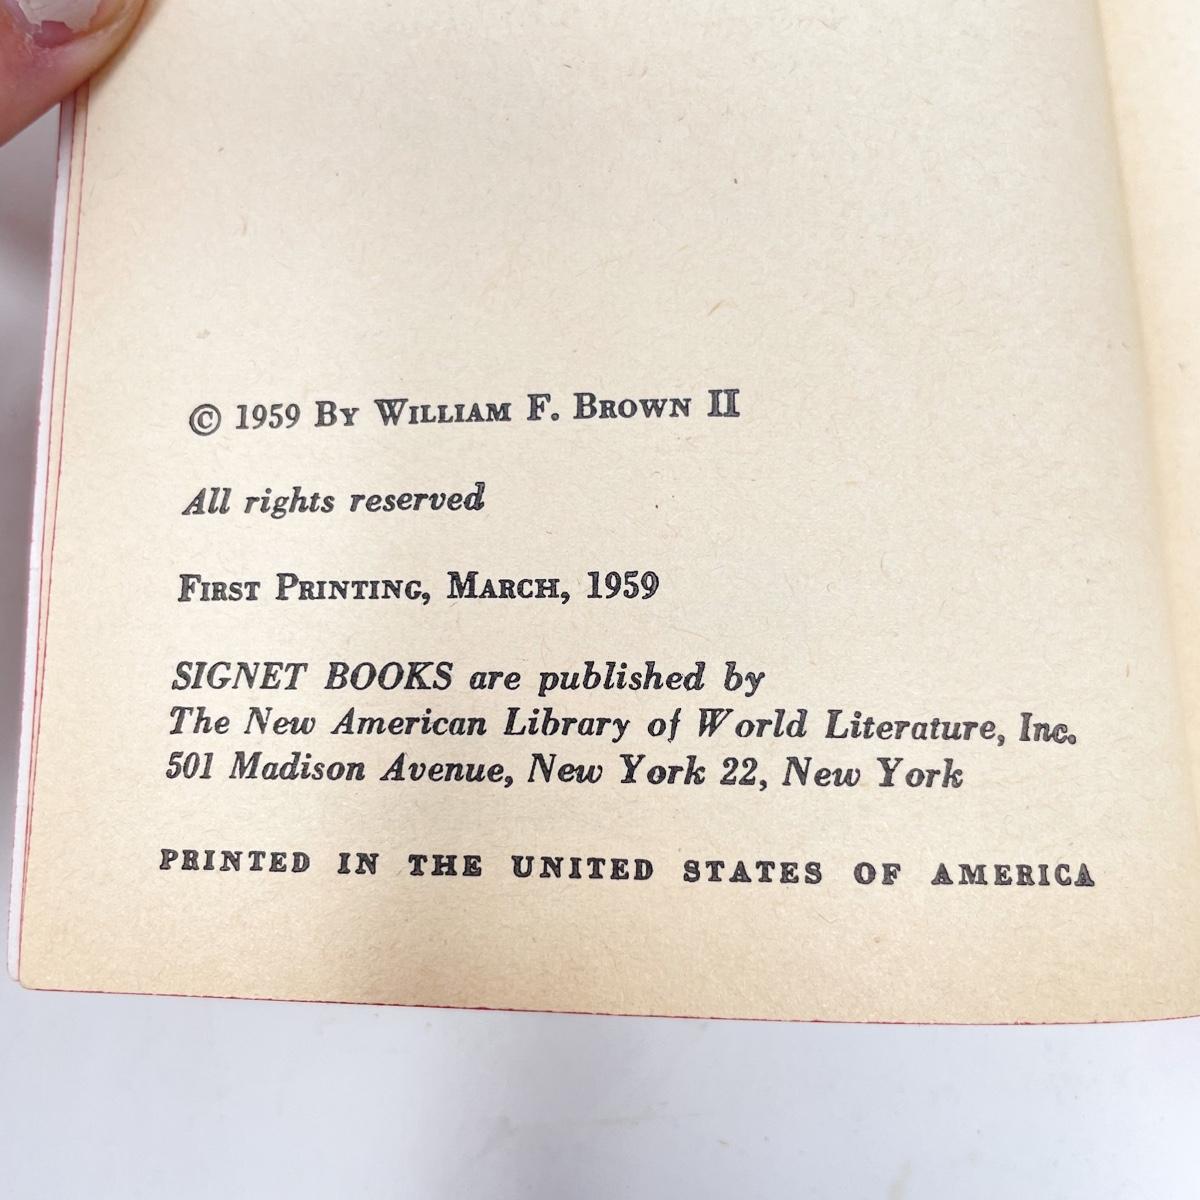 © 1959 By William F. Brown II
All rights reserved
First Printing, March, 1959
SIGNET BOOKS are published by
The New American Library of World Literature, Inc.
501 Madison Avenue, New York 22, New York
PRINTED IN THE UNITED STATES OF AMERICA